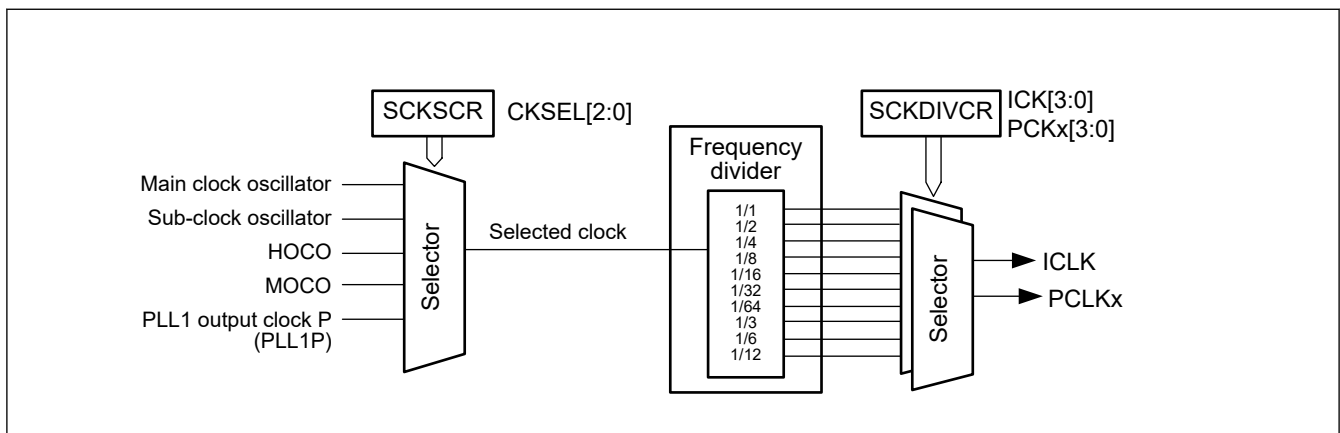 SCKSCR
CKSEL[2:0]
SCKDIVCR
ICK[3:0]
PCKx[3:0]
Main clock oscillator
Sub-clock oscillator
HOCO
MOCO
PLL1 output clock P
(PLL1P)
Selector
Selected clock
Frequency
divider
1/1
1/2
1/4
1/8
1/16
1/32
1/64
1/3
1/6
1/12
Selector
ICLK
PCLKx